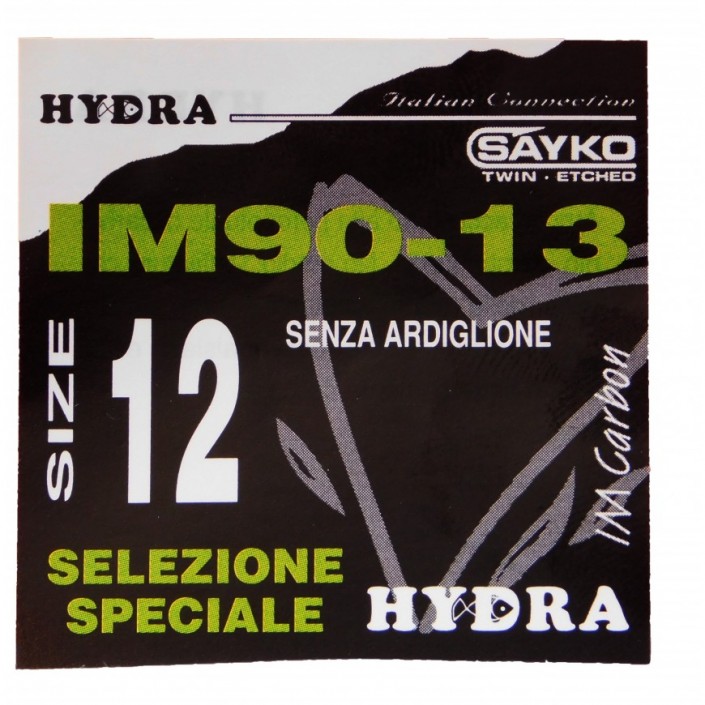 HYDRA
Italian Connection
SAYKO
TWIN · ETCHED
IM90-13
SIZE
12
SENZA ARDIGLIONE
IM Carbon
SELEZIONE
SPECIALE
HYDRA